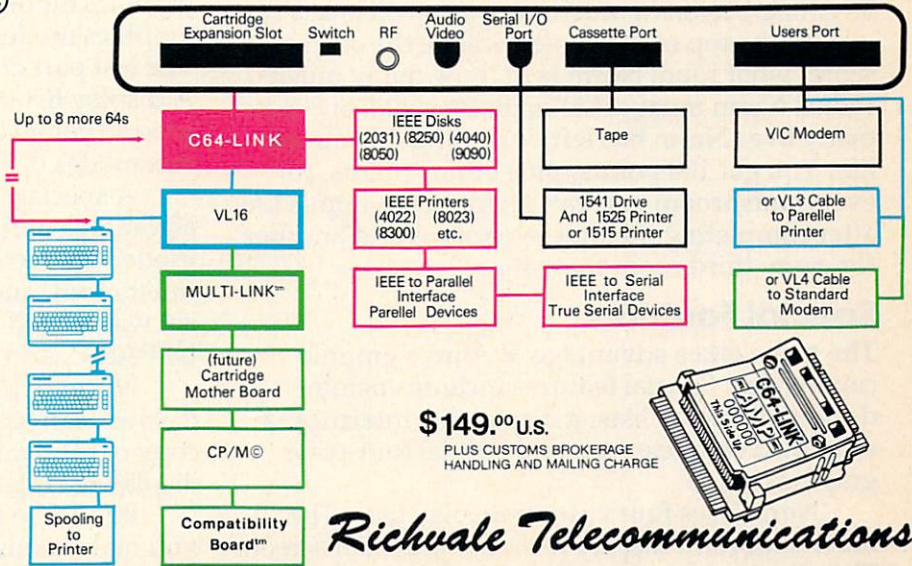 Cartridge
Expansion Slot
Switch
RF
Audio
Video
Serial I/O
Port
Cassette Port
Users Port
Up to 8 more 64s
=
C64-LINK
IEEE Disks
(2031) (8250) (4040)
(8050) (9090)
Tape
VIC Modem
VL16
IEEE Printers
(4022) (8023)
(8300) etc.
1541 Drive
And 1525 Printer
or 1515 Printer
or VL3 Cable
to Parellel
Printer
MULTI-LINK™
IEEE to Parallel
Interface
Parellel Devices
IEEE to Serial
Interface
True Serial Devices
or VL4 Cable
to Standard
Modem
(future)
Cartridge
Mother Board
CP/M©
Spooling
to
Printer
Compatibility
Board™
$149.00 U.S.
PLUS CUSTOMS BROKERAGE
HANDLING AND MAILING CHARGE
C64-LINK
This Side Up
Richvale Telecommunications